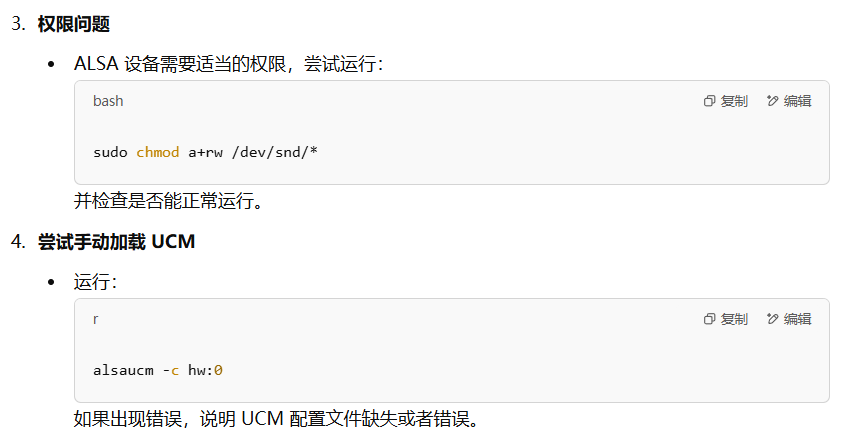 3. 权限问题
• ALSA 设备需要适当的权限，尝试运行：
bash 复制 编辑
sudo chmod a+rw /dev/snd/*
并检查是否能正常运行。
4. 尝试手动加载 UCM
• 运行：
r 复制 编辑
alsaucm -c hw:0
如果出现错误，说明 UCM 配置文件缺失或者错误。